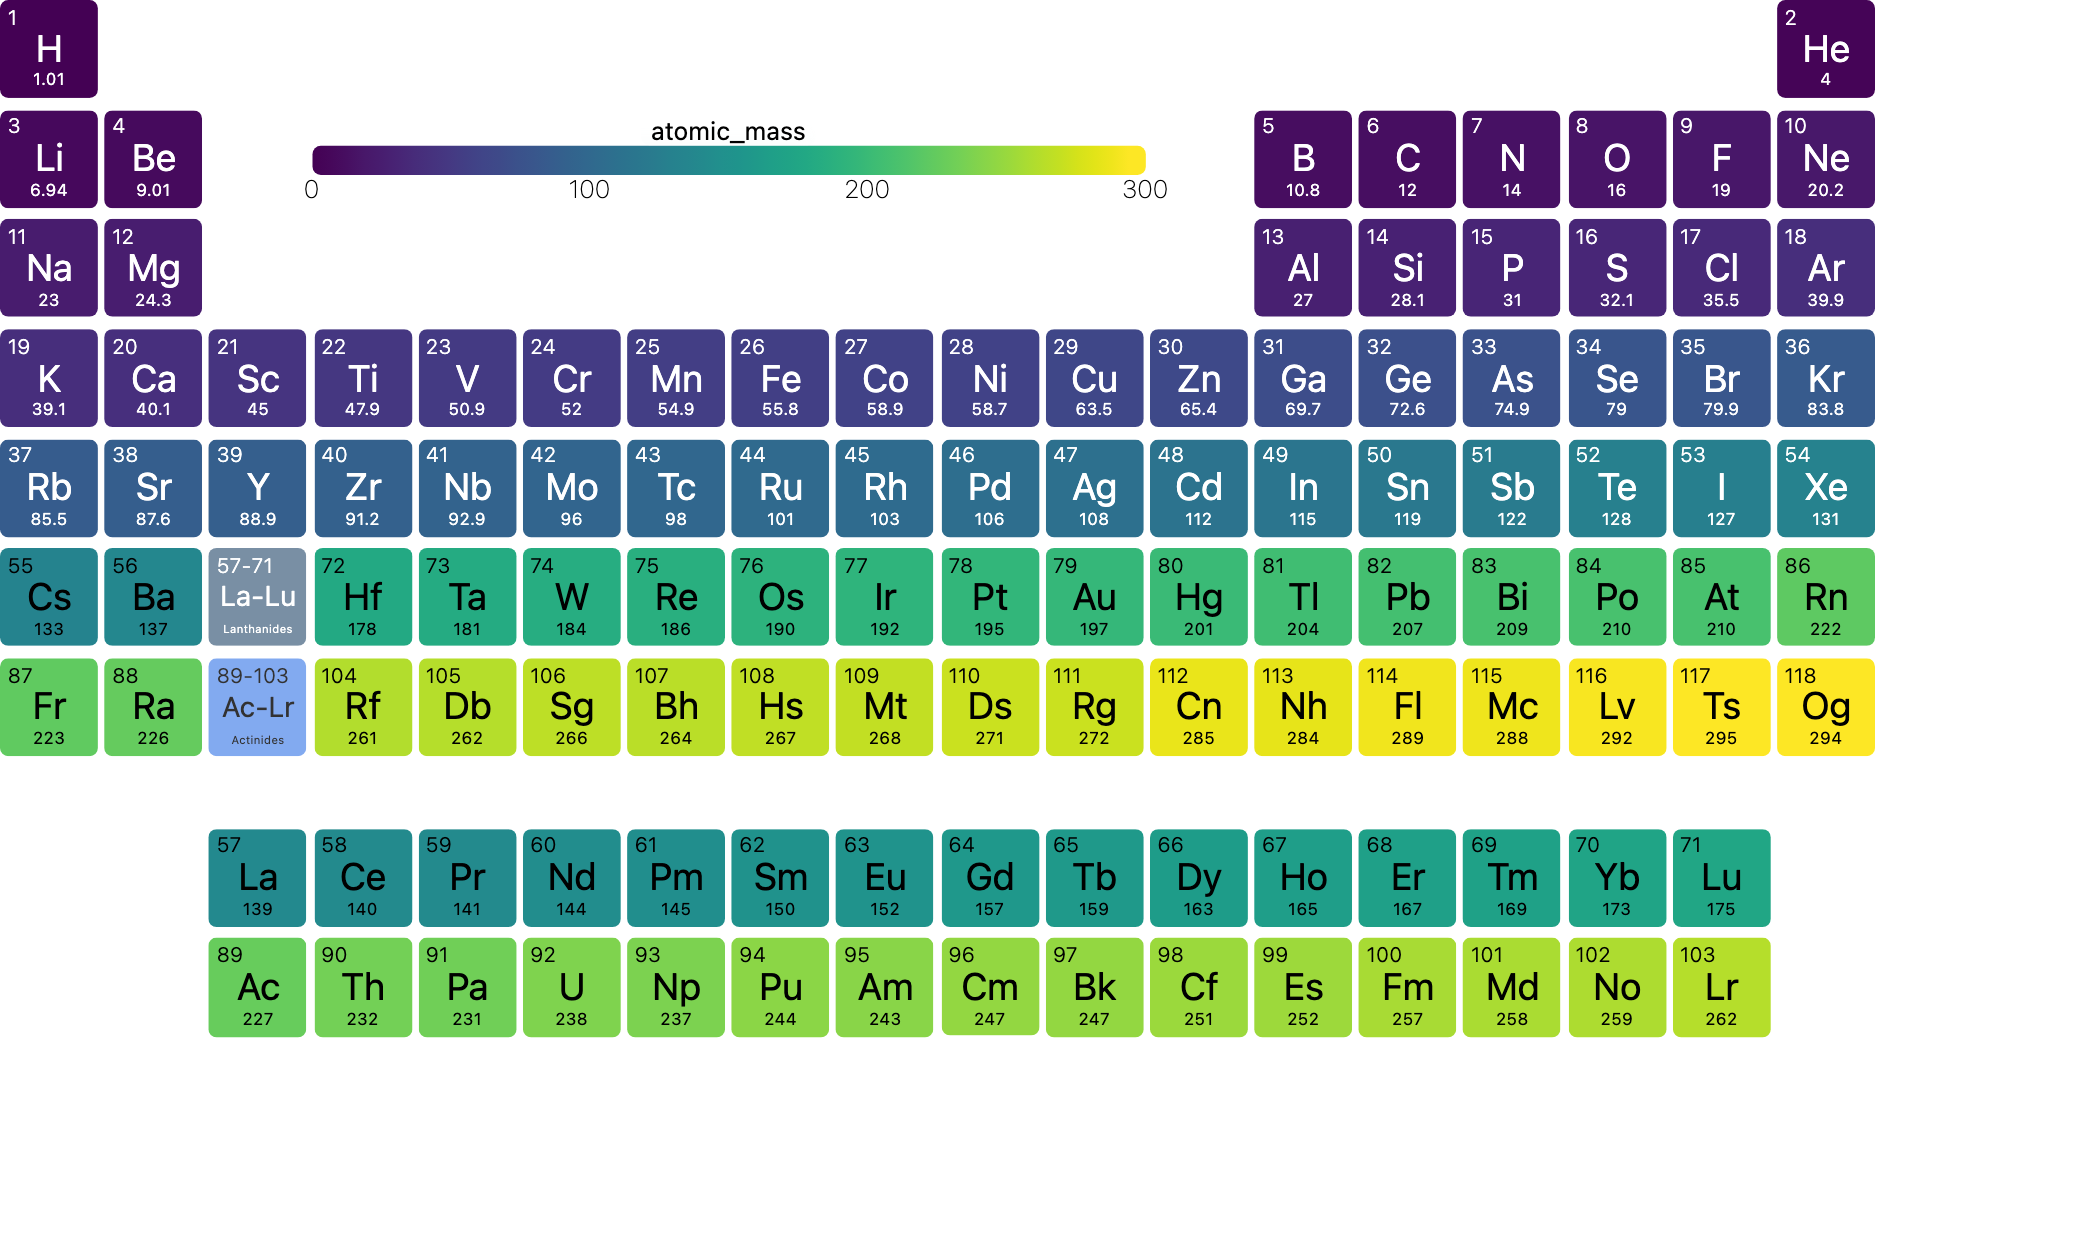 1 2
H He
1.01 4
3 4 atomic_mass 5 6 7 8 9 10
Li Be B C N O F Ne
6.94 9.01 0 100 200 300 10.8 12 14 16 19 20.2
11 12 13 14 15 16 17 18
Na Mg Al Si P S Cl Ar
23 24.3 27 28.1 31 32.1 35.5 39.9
19 20 21 22 23 24 25 26 27 28 29 30 31 32 33 34 35 36
K Ca Sc Ti V Cr Mn Fe Co Ni Cu Zn Ga Ge As Se Br Kr
39.1 40.1 45 47.9 50.9 52 54.9 55.8 58.9 58.7 63.5 65.4 69.7 72.6 74.9 79 79.9 83.8
37 38 39 40 41 42 43 44 45 46 47 48 49 50 51 52 53 54
Rb Sr Y Zr Nb Mo Tc Ru Rh Pd Ag Cd In Sn Sb Te I Xe
85.5 87.6 88.9 91.2 92.9 96 98 101 103 106 108 112 115 119 122 128 127 131
55 56 57-71 72 73 74 75 76 77 78 79 80 81 82 83 84 85 86
Cs Ba La-Lu Hf Ta W Re Os Ir Pt Au Hg Tl Pb Bi Po At Rn
133 137 Lanthanides 178 181 184 186 190 192 195 197 201 204 207 209 210 210 222
87 88 89-103 104 105 106 107 108 109 110 111 112 113 114 115 116 117 118
Fr Ra Ac-Lr Rf Db Sg Bh Hs Mt Ds Rg Cn Nh Fl Mc Lv Ts Og
223 226 Actinides 261 262 266 264 267 268 271 272 285 284 289 288 292 295 294
57 58 59 60 61 62 63 64 65 66 67 68 69 70 71
La Ce Pr Nd Pm Sm Eu Gd Tb Dy Ho Er Tm Yb Lu
139 140 141 144 145 150 152 157 159 163 165 167 169 173 175
89 90 91 92 93 94 95 96 97 98 99 100 101 102 103
Ac Th Pa U Np Pu Am Cm Bk Cf Es Fm Md No Lr
227 232 231 238 237 244 243 247 247 251 252 257 258 259 262